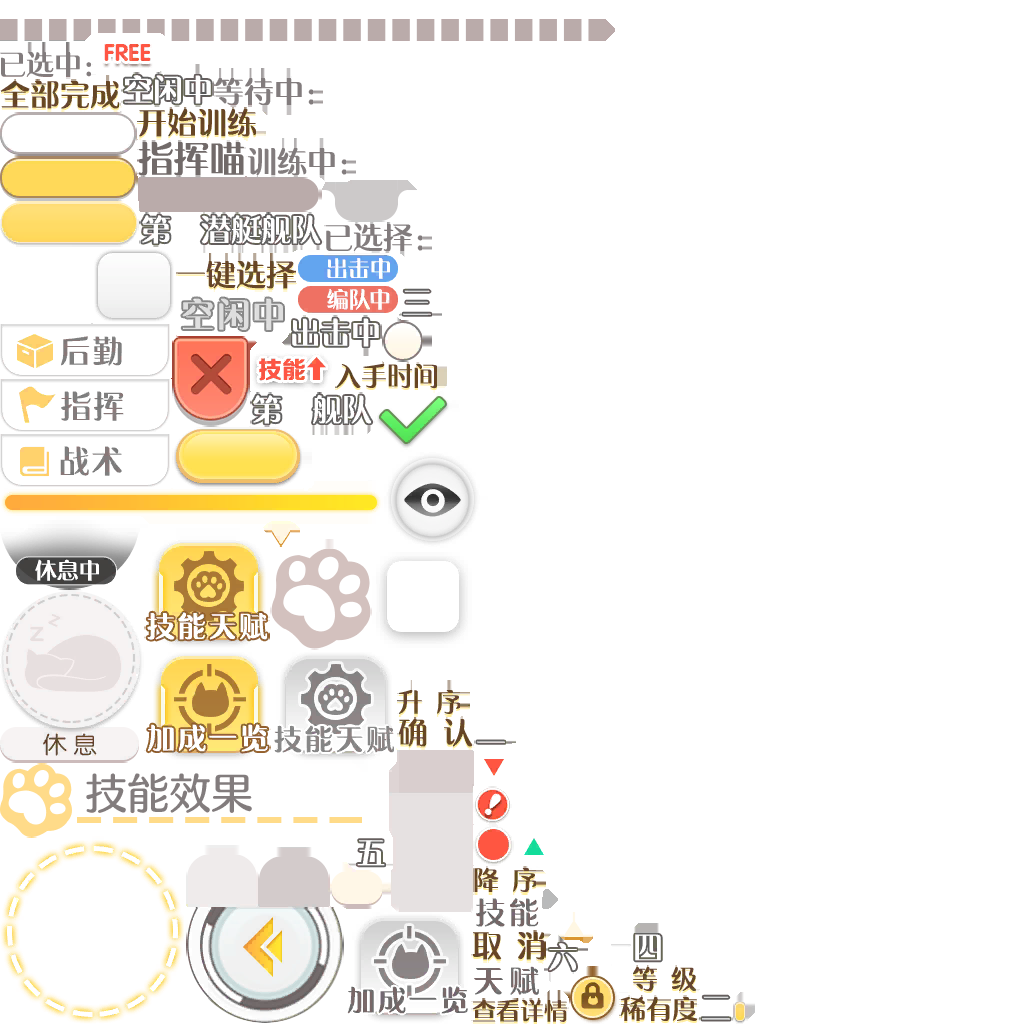 FREE
已选中：
全部完成
空闲中
等待中：
开始训练
指挥喵
训练中：
第 潜艇舰队
已选择：
一键选择
出击中
编队中
空闲中
三
出击中
后勤
技能
入手时间
指挥
第 舰队
战术
休息中
技能天赋
Z Z
升 序
加成一览
技能天赋
确 认
一
休息
技能效果
五
降 序
技能
取 消
六
四
天赋
等 级
加成一览
查看详情
稀有度
二